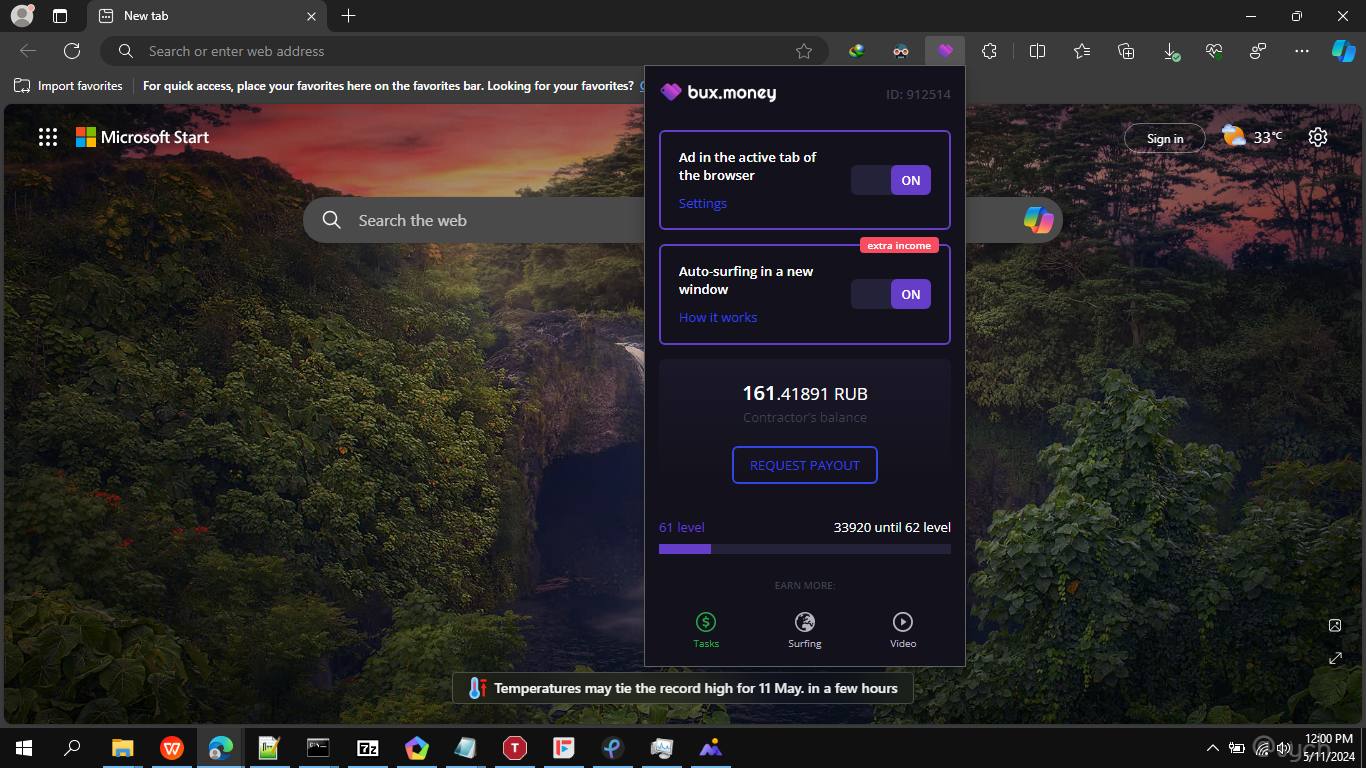 New tab
Search or enter web address
Import favorites
For quick access, place your favorites here on the favorites bar. Looking for your favorites?
bux.money
ID: 912514
Microsoft Start
Sign in
33°C
Ad in the active tab of
the browser
ON
Settings
Search the web
extra income
Auto-surfing in a new
window
ON
How it works
161.41891 RUB
Contractor's balance
REQUEST PAYOUT
61 level
33920 until 62 level
EARN MORE:
Tasks
Surfing
Video
Temperatures may tie the record high for 11 May. in a few hours
W
7z
T
12:00 PM
5/11/2024